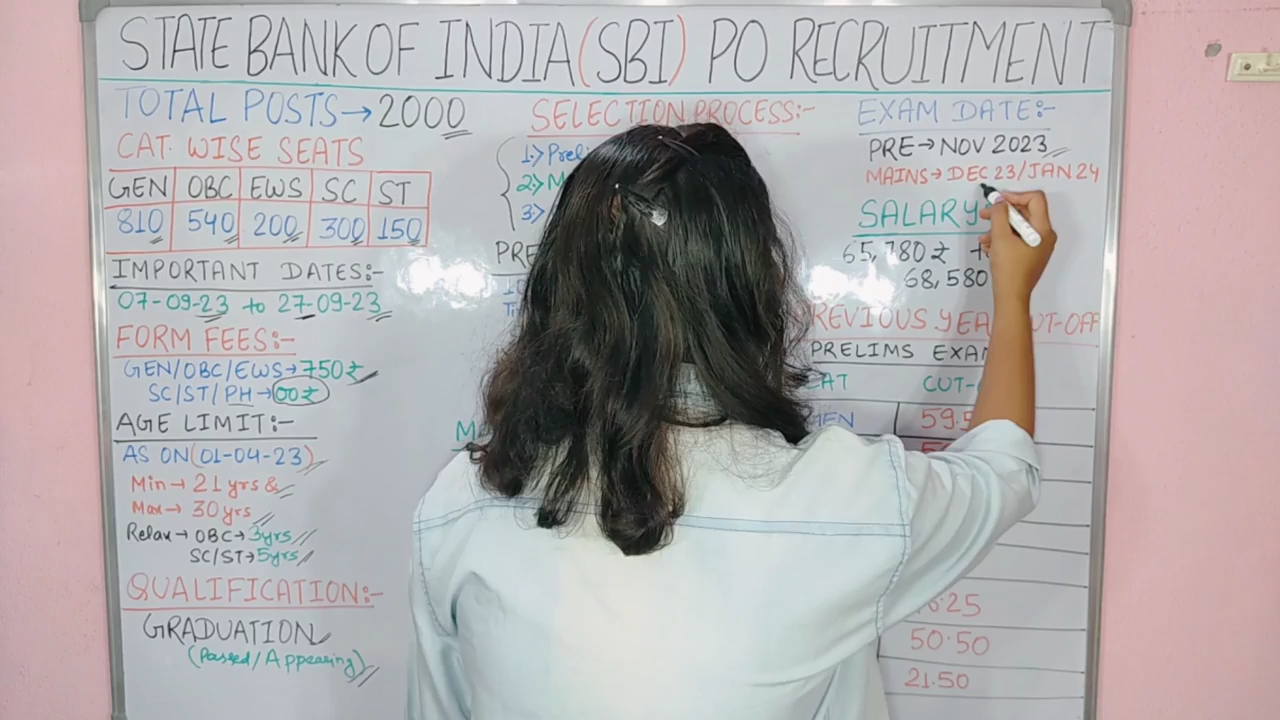 STATE BANK OF INDIA (SBI) PO RECRUITMENT
TOTAL POSTS→2000
CAT. WISE SEATS
GEN OBC EWS SC ST
810 540 200 300 150
IMPORTANT DATES:-
07-09-23 to 27-09-23
FORM FEES:-
GEN/OBC/EWS→750₹
SC/ST/PH→00₹
AGE LIMIT:-
AS ON(01-04-23)
Min→21 yrs &
Max→30 yrs
Relax→OBC→3yrs
SC/ST→5yrs
QUALIFICATION:-
GRADUATION
(Passed/Appearing)
SELECTION PROCESS:-
1.>
2.>
3.>
EXAM DATE:-
PRE→NOV 2023
MAINS→DEC 23/JAN 24
SALARY
65,780₹
68,580
PRELIMS
59.5
50.50
21.50